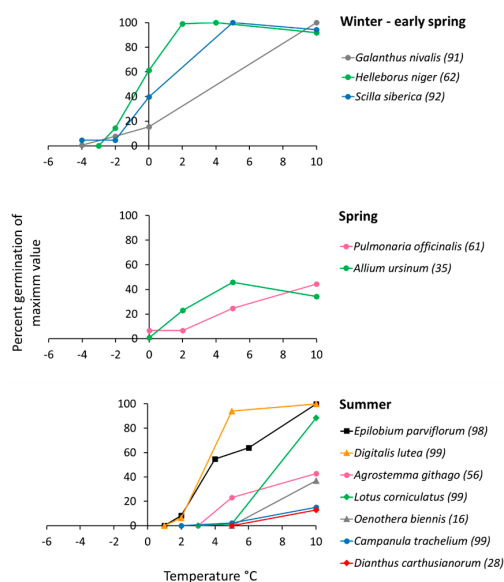 Winter - early spring
100
80
60
40
20
0
-6 -4 -2 0 2 4 6 8 10
Galanthus nivalis (91)
Helleborus niger (62)
Scilla siberica (92)
Spring
100
80
60
40
20
0
-6 -4 -2 0 2 4 6 8 10
Pulmonaria officinalis (61)
Allium ursinum (35)
Percent germination of
maximm value
Summer
100
80
60
40
20
0
-6 -4 -2 0 2 4 6 8 10
Epilobium parviflorum (98)
Digitalis lutea (99)
Agrostemma githago (56)
Lotus corniculatus (99)
Oenothera biennis (16)
Campanula trachelium (99)
Dianthus carthusianorum (28)
Temperature °C